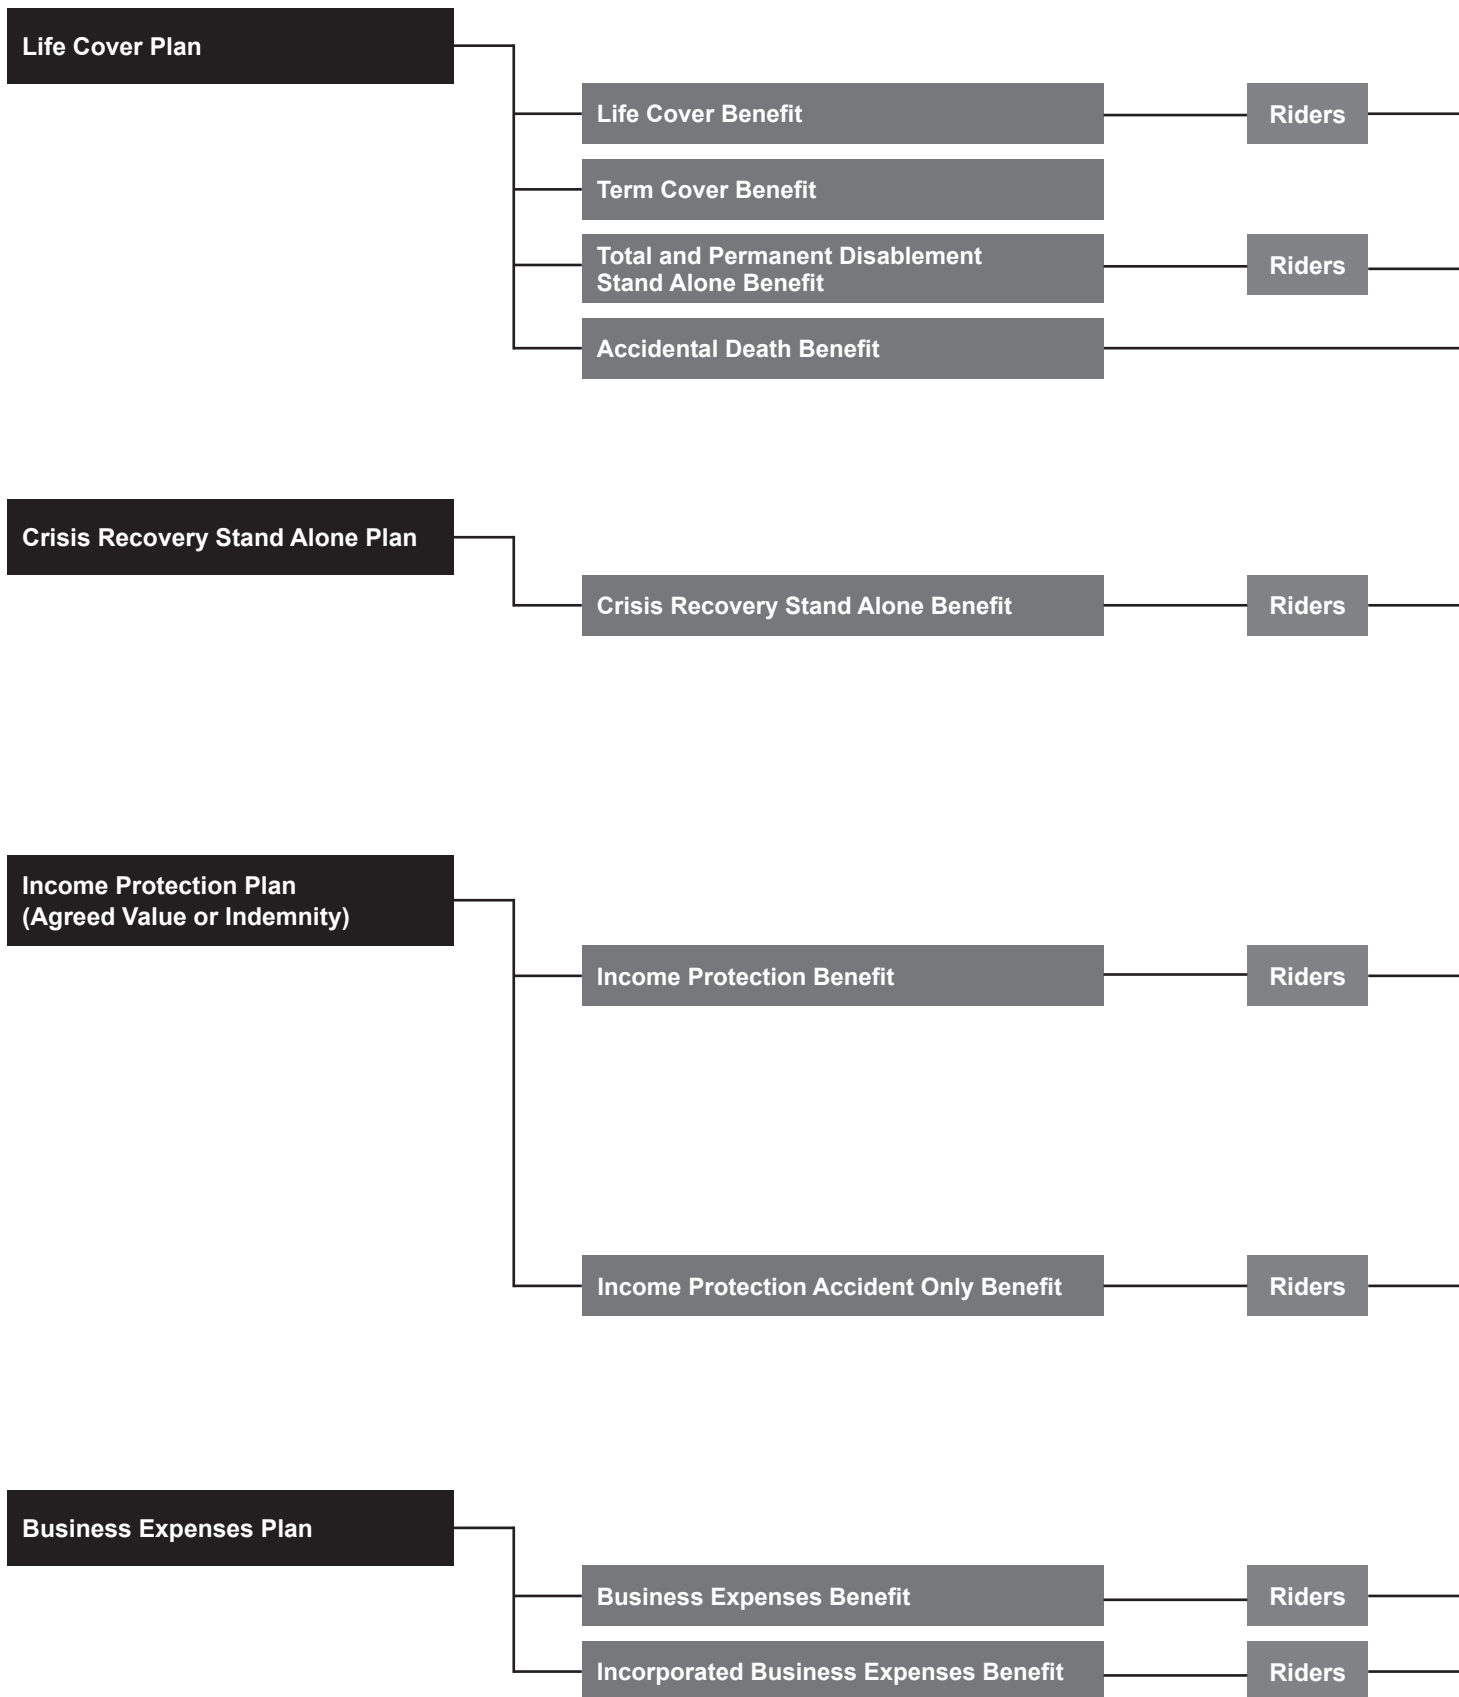 Life Cover Plan
Life Cover Benefit
Riders
Term Cover Benefit
Total and Permanent Disablement
Stand Alone Benefit
Riders
Accidental Death Benefit
Crisis Recovery Stand Alone Plan
Crisis Recovery Stand Alone Benefit
Riders
Income Protection Plan
(Agreed Value or Indemnity)
Income Protection Benefit
Riders
Income Protection Accident Only Benefit
Riders
Business Expenses Plan
Business Expenses Benefit
Riders
Incorporated Business Expenses Benefit
Riders